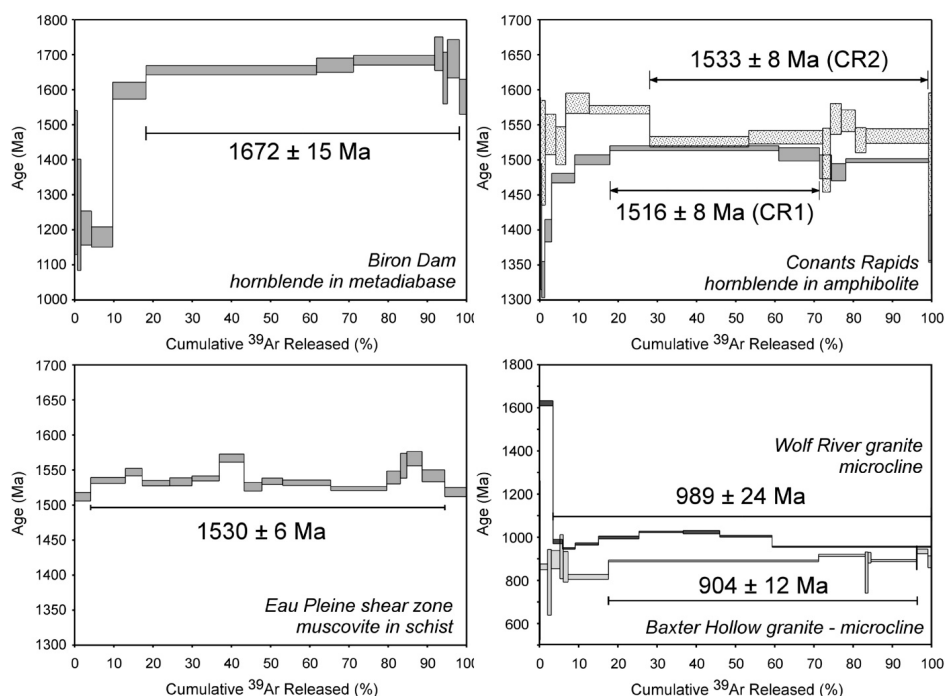 1800
1700
1600
1500
1400
1300
1200
1100
1000
Age (Ma)
1672 ± 15 Ma
Biron Dam
hornblende in metadiabase
0 10 20 30 40 50 60 70 80 90 100
Cumulative ³⁹Ar Released (%)
1700
1650
1600
1550
1500
1450
1400
1350
1300
Age (Ma)
1533 ± 8 Ma (CR2)
1516 ± 8 Ma (CR1)
Conants Rapids
hornblende in amphibolite
0 10 20 30 40 50 60 70 80 90 100
Cumulative ³⁹Ar Released (%)
1700
1600
1550
1500
1400
1300
1300
Age (Ma)
1530 ± 6 Ma
Eau Pleine shear zone
muscovite in schist
0 10 20 30 40 50 60 70 80 90 100
Cumulative ³⁹Ar Released (%)
1800
1600
1400
1200
1000
800
600
Age (Ma)
Wolf River granite
microcline
989 ± 24 Ma
904 ± 12 Ma
Baxter Hollow granite - microcline
0 10 20 30 40 50 60 70 80 90 100
Cumulative ³⁹Ar Released (%)